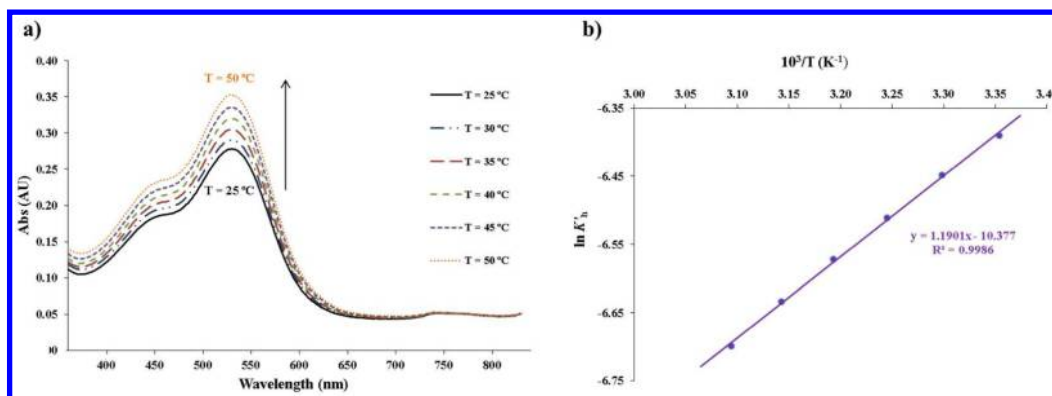 a)
0.40
0.35
0.30
0.25
0.20
0.15
0.10
0.05
00
Abs (AU)
400 450 500 550 600 650 700 750 800
Wavelength (nm)
T = 50 °C
T = 25 °C
T = 25 °C
T = 30 °C
T = 35 °C
T = 40 °C
T = 45 °C
T = 50 °C
b)
10³/T (K⁻¹)
3.00 3.05 3.10 3.15 3.20 3.25 3.30 3.35 3.4
-6.35
-6.45
-6.55
-6.65
-6.75
ln K'h
y = 1.1901x- 10.377
R² = 0.9986